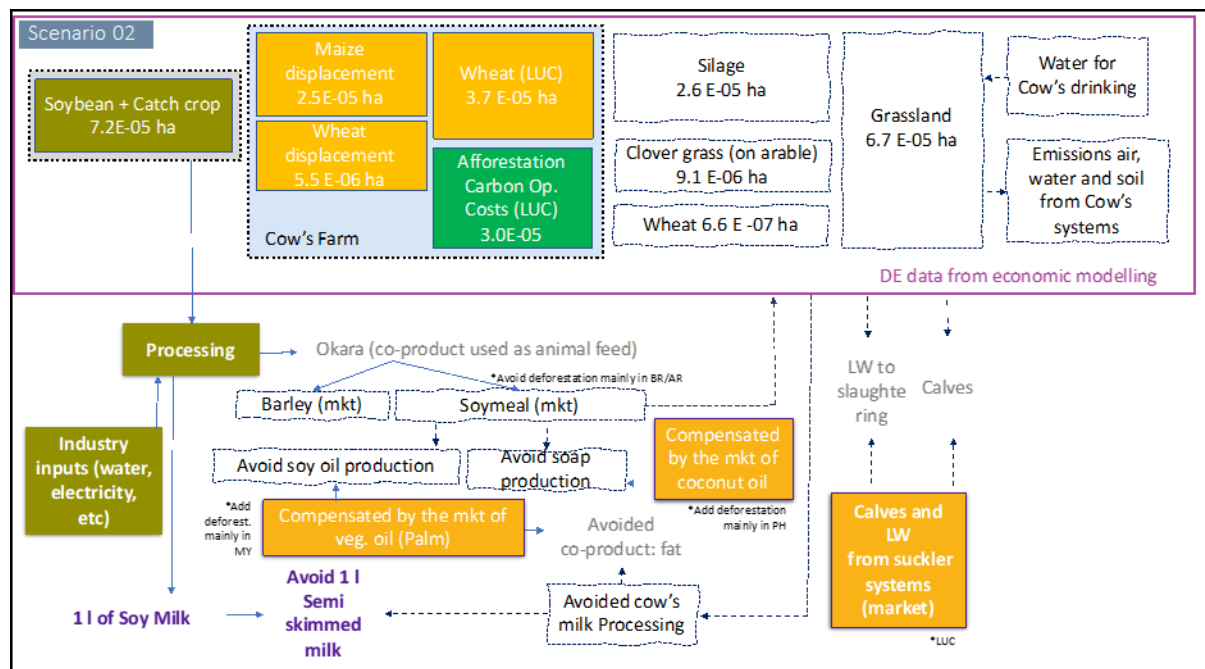 Scenario 02
Soybean + Catch crop
7.2E-05 ha
Maize
displacement
2.5E-05 ha
Wheat
displacement
5.5 E-06 ha
Wheat (LUC)
3.7 E-05 ha
Afforestation
Carbon Op.
Costs (LUC)
3.0E-05
Cow's Farm
Silage
2.6 E-05 ha
Clover grass (on arable)
9.1 E-06 ha
Wheat 6.6 E -07 ha
Grassland
6.7 E-05 ha
Water for
Cow's drinking
Emissions air,
water and soil
from Cow's
systems
DE data from economic modelling
Processing
Okara (co-product used as animal feed)
*Avoid deforestation mainly in BR/AR
Barley (mkt)
Soymeal (mkt)
LW to
slaughte
ring
Calves
Industry
inputs (water,
electricity,
etc)
Avoid soy oil production
Avoid soap
production
Compensated
by the mkt of
coconut oil
*Add deforestation
mainly in PH
*Add
deforest.
mainly in
MY
Compensated by the mkt of
veg. oil (Palm)
Avoided
co-product: fat
Calves and
LW
from suckler
systems
(market)
*LUC
1 l of Soy Milk
Avoid 1 l
Semi
skimmed
milk
Avoided cow's
milk Processing